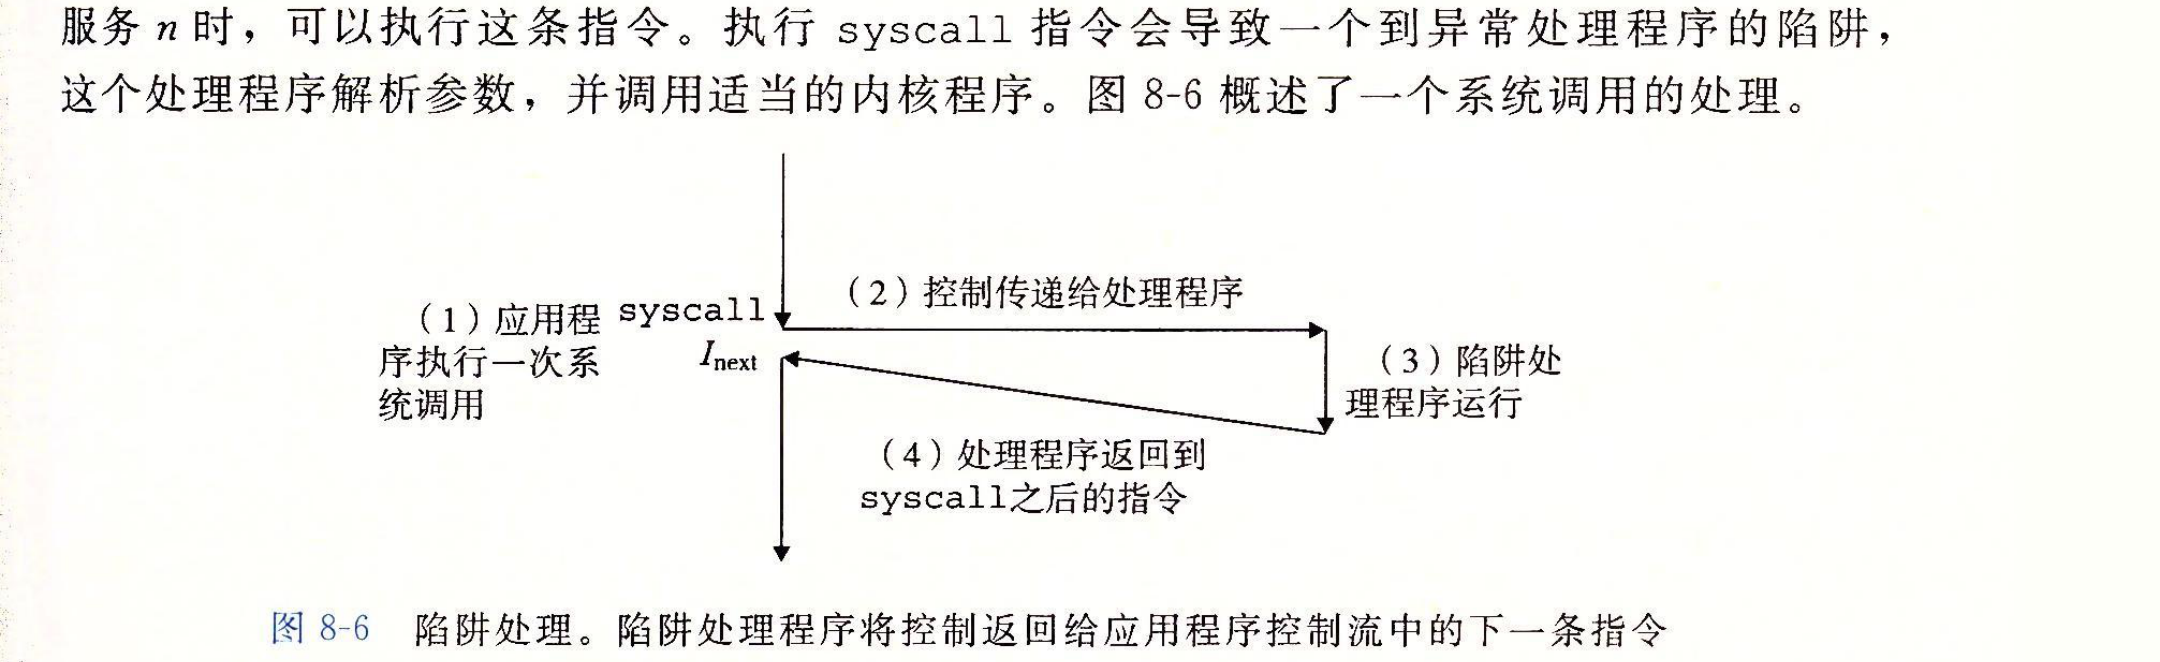 服务 n 时，可以执行这条指令。执行 syscall 指令会导致一个到异常处理程序的陷阱，
这个处理程序解析参数，并调用适当的内核程序。图 8-6 概述了一个系统调用的处理。
（1）应用程
序执行一次系
统调用
syscall
Inext
（2）控制传递给处理程序
（3）陷阱处
理程序运行
（4）处理程序返回到
syscall之后的指令
图 8-6 陷阱处理。陷阱处理程序将控制返回给应用程序控制流中的下一条指令